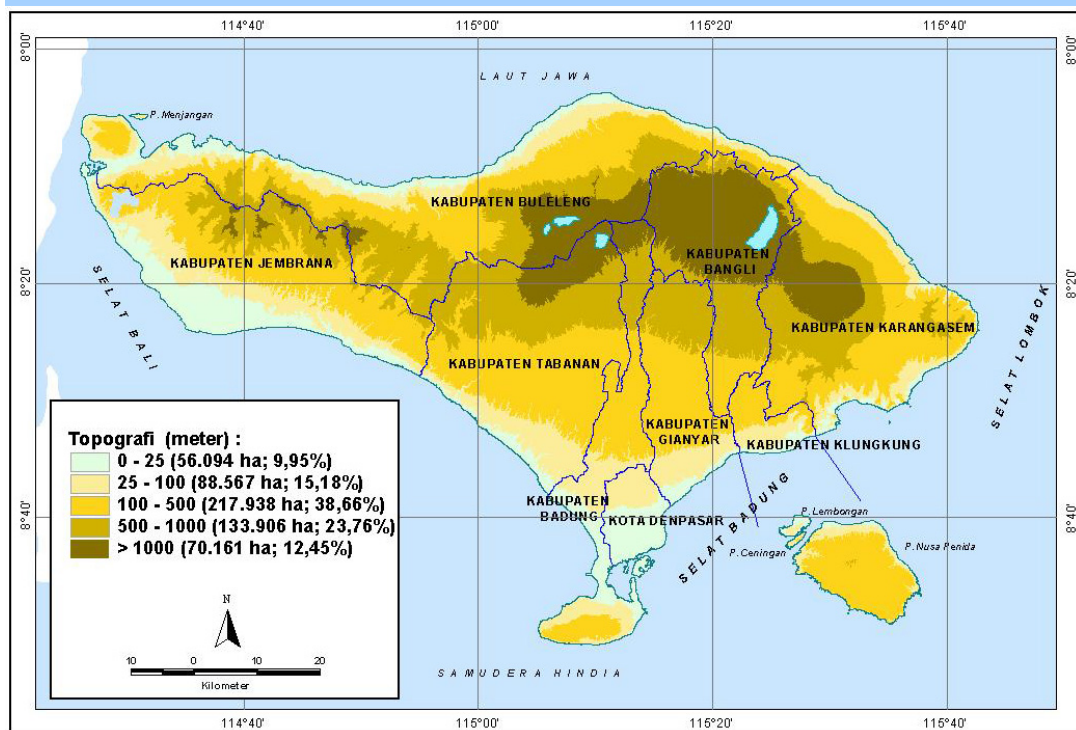 114°40' 115°00' 115°20' 115°40'
8°00' 8°00'
LAUT JAWA
P. Menjangan
KABUPATEN BULELENG
KABUPATEN JEMBRANA
KABUPATEN
BANGLI
SELAT BALI
8°20' 8°20'
SELAT LOMBOK
KABUPATEN KARANGASEM
KABUPATEN TABANAN
KABUPATEN
GIANYAR
KABUPATEN KLUNGKUNG
KABUPATEN
BADUNG
KOTA DENPASAR
SELAT BADUNG
8°40' 8°40'
P. Lembongan
P. Ceningan
P. Nusa Penida
Topografi (meter) :
0 - 25 (56.094 ha; 9,95%)
25 - 100 (88.567 ha; 15,18%)
100 - 500 (217.938 ha; 38,66%)
500 - 1000 (133.906 ha; 23,76%)
> 1000 (70.161 ha; 12,45%)
N
10 0 10 20
Kilometer
SAMUDERA HINDIA
114°40' 115°00' 115°20' 115°40'